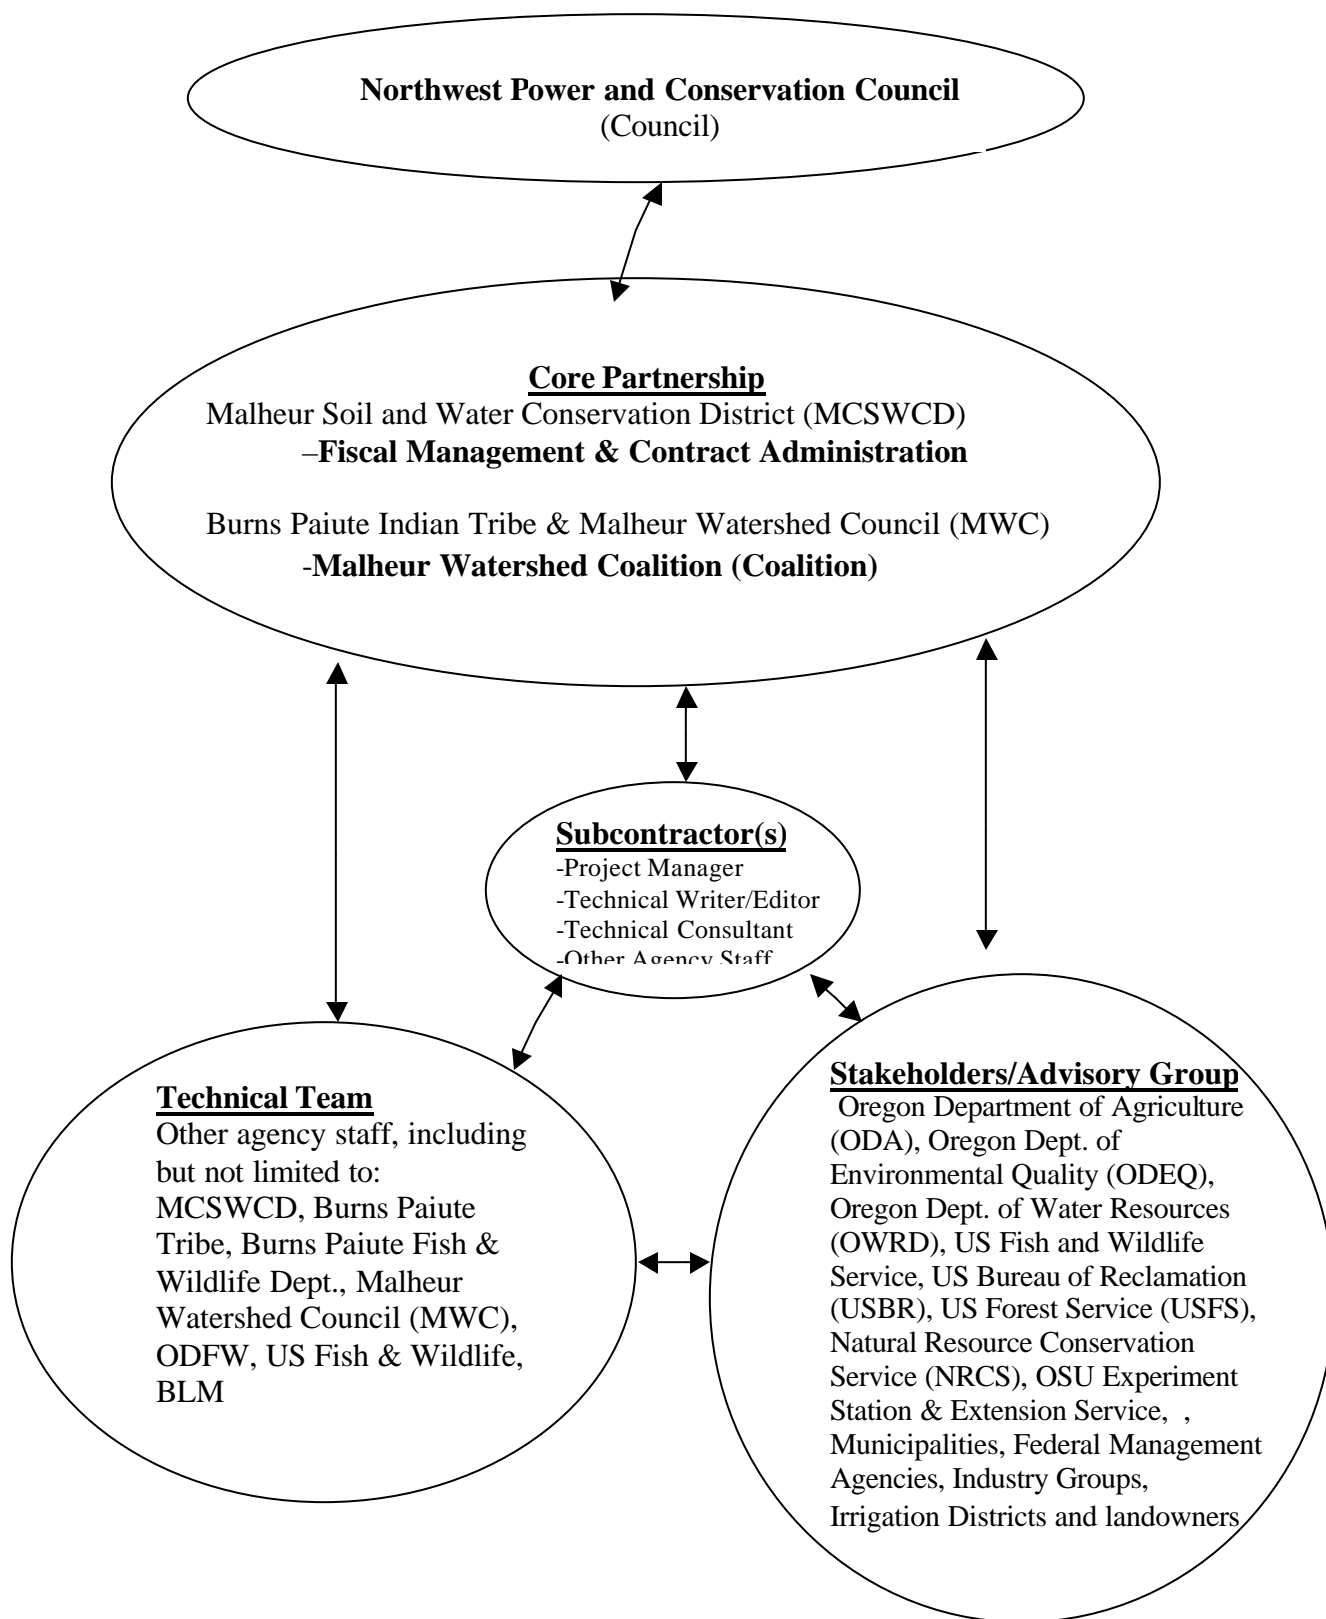 Northwest Power and Conservation Council
(Council)
Core Partnership
Malheur Soil and Water Conservation District (MCSWCD)
–Fiscal Management & Contract Administration
Burns Paiute Indian Tribe & Malheur Watershed Council (MWC)
-Malheur Watershed Coalition (Coalition)
Subcontractor(s)
-Project Manager
-Technical Writer/Editor
-Technical Consultant
-Other Agency Staff
Technical Team
Other agency staff, including
but not limited to:
MCSWCD, Burns Paiute
Tribe, Burns Paiute Fish &
Wildlife Dept., Malheur
Watershed Council (MWC),
ODFW, US Fish & Wildlife,
BLM
Stakeholders/Advisory Group
Oregon Department of Agriculture
(ODA), Oregon Dept. of
Environmental Quality (ODEQ),
Oregon Dept. of Water Resources
(OWRD), US Fish and Wildlife
Service, US Bureau of Reclamation
(USBR), US Forest Service (USFS),
Natural Resource Conservation
Service (NRCS), OSU Experiment
Station & Extension Service, ,
Municipalities, Federal Management
Agencies, Industry Groups,
Irrigation Districts and landowners